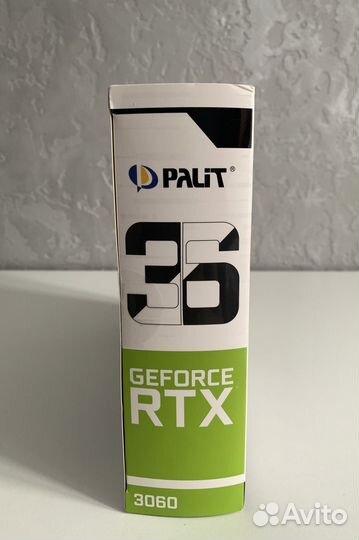 PALIT®
36
GEFORCE
RTX
3060
Avito